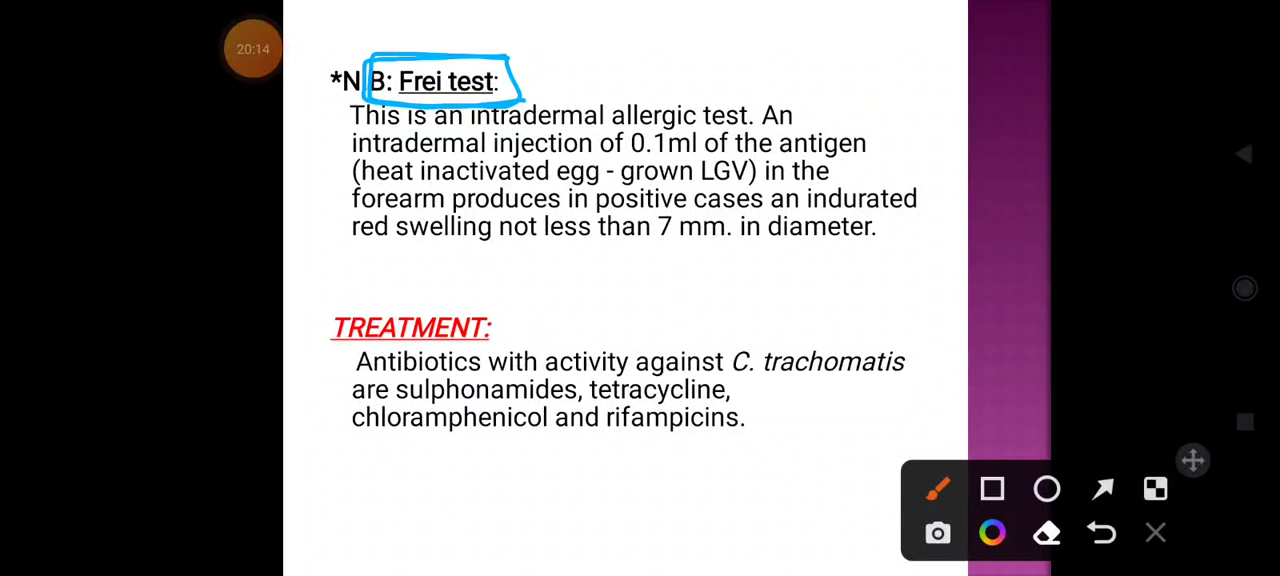 20:14
*N.B: Frei test:
This is an intradermal allergic test. An
intradermal injection of 0.1ml of the antigen
(heat inactivated egg - grown LGV) in the
forearm produces in positive cases an indurated
red swelling not less than 7 mm. in diameter.
TREATMENT:
Antibiotics with activity against C. trachomatis
are sulphonamides, tetracycline,
chloramphenicol and rifampicins.